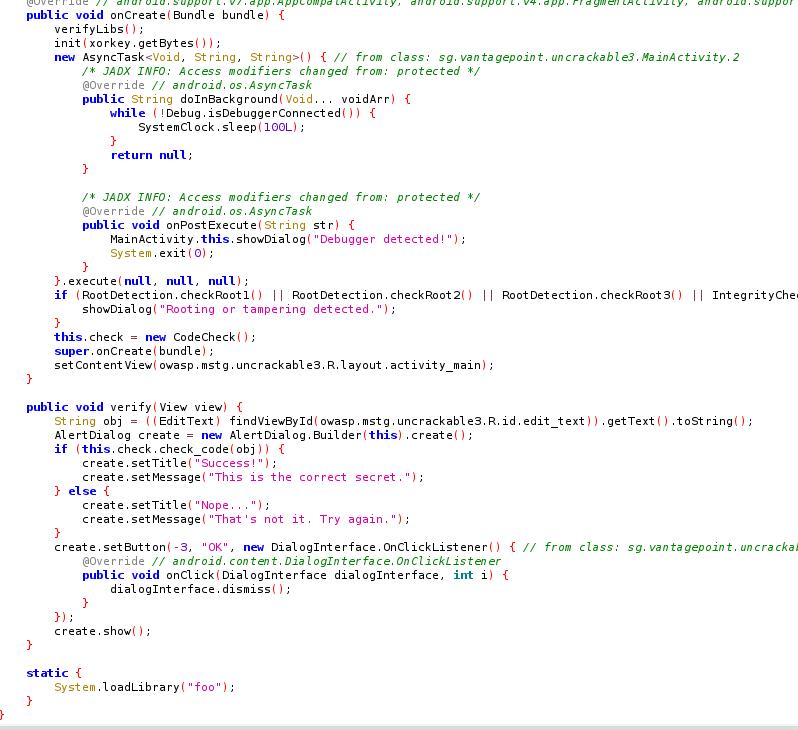 @Override // android.support.v7.app.AppCompatActivity, android.support.v4.app.FragmentActivity, android.suppor
public void onCreate(Bundle bundle) {
verifyLibs();
init(xorkey.getBytes());
new AsyncTask<Void, String, String>() { // from class: sg.vantagepoint.uncrackable3.MainActivity.2
/* JADX INFO: Access modifiers changed from: protected */
@Override // android.os.AsyncTask
public String doInBackground(Void... voidArr) {
while (!Debug.isDebuggerConnected()) {
SystemClock.sleep(100L);
}
return null;
}
/* JADX INFO: Access modifiers changed from: protected */
@Override // android.os.AsyncTask
public void onPostExecute(String str) {
MainActivity.this.showDialog("Debugger detected!");
System.exit(0);
}
}.execute(null, null, null);
if (RootDetection.checkRoot1() || RootDetection.checkRoot2() || RootDetection.checkRoot3() || IntegrityChe
showDialog("Rooting or tampering detected.");
}
this.check = new CodeCheck();
super.onCreate(bundle);
setContentView(owasp.mstg.uncrackable3.R.layout.activity_main);
}
public void verify(View view) {
String obj = ((EditText) findViewById(owasp.mstg.uncrackable3.R.id.edit_text)).getText().toString();
AlertDialog create = new AlertDialog.Builder(this).create();
if (this.check.check_code(obj)) {
create.setTitle("Success!");
create.setMessage("This is the correct secret.");
} else {
create.setTitle("Nope...");
create.setMessage("That's not it. Try again.");
}
create.setButton(-3, "OK", new DialogInterface.OnClickListener() { // from class: sg.vantagepoint.uncrackal
@Override // android.content.DialogInterface.OnClickListener
public void onClick(DialogInterface dialogInterface, int i) {
dialogInterface.dismiss();
}
});
create.show();
}
static {
System.loadLibrary("foo");
}
}